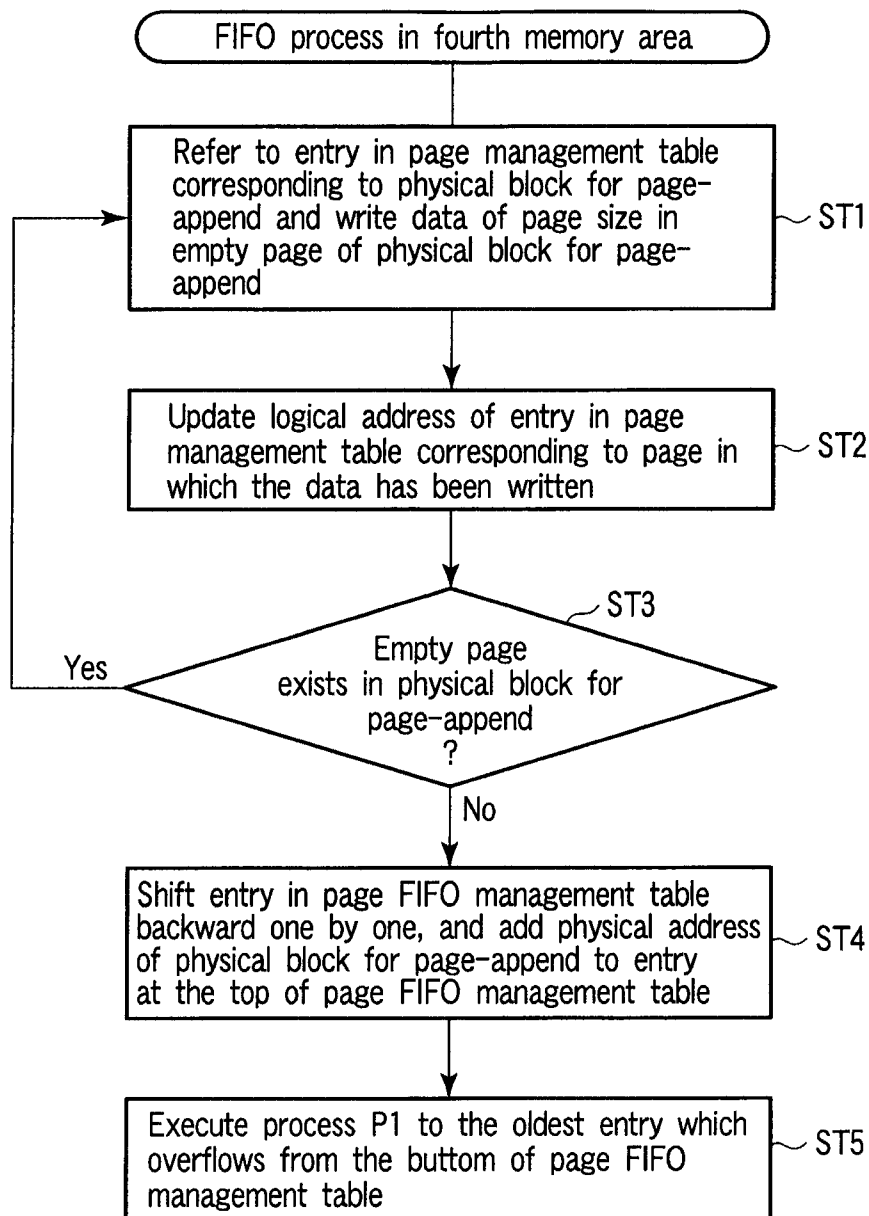 FIFO process in fourth memory area
Refer to entry in page management table
corresponding to physical block for page-
append and write data of page size in
empty page of physical block for page-
append
ST1
Update logical address of entry in page
management table corresponding to page in
which the data has been written
ST2
ST3
Empty page
exists in physical block for
page-append
?
Yes
No
Shift entry in page FIFO management table
backward one by one, and add physical address
of physical block for page-append to entry
at the top of page FIFO management table
ST4
Execute process P1 to the oldest entry which
overflows from the buttom of page FIFO
management table
ST5